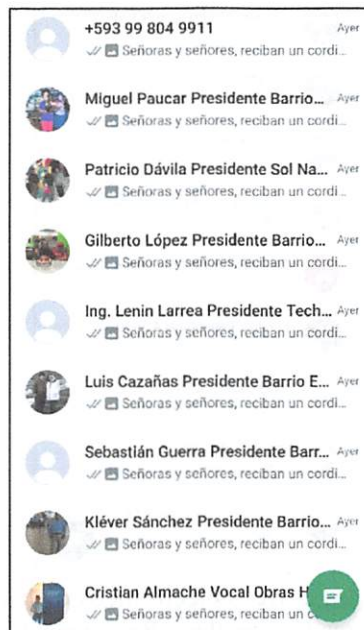 +593 99 804 9911 Ayer
Señoras y señores, reciban un cordi...
Miguel Paucar Presidente Barrio... Ayer
Señoras y señores, reciban un cordi...
Patricio Dávila Presidente Sol Na... Ayer
Señoras y señores, reciban un cordi...
Gilberto López Presidente Barrio... Ayer
Señoras y señores, reciban un cordi...
Ing. Lenin Larrea Presidente Tech... Ayer
Señoras y señores, reciban un cordi...
Luis Cazañas Presidente Barrio E... Ayer
Señoras y señores, reciban un cordi...
Sebastián Guerra Presidente Barr... Ayer
Señoras y señores, reciban un cordi...
Kléver Sánchez Presidente Barrio... Ayer
Señoras y señores, reciban un cordi...
Cristian Almache Vocal Obras H
Señoras y señores, reciban un c